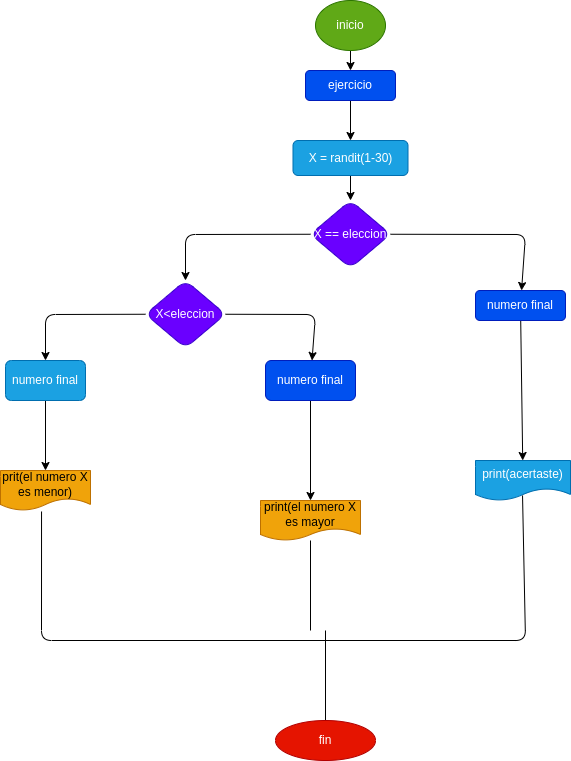 inicio
ejercicio
X = randit(1-30)
X == eleccion
X<eleccion
numero final
numero final
numero final
prit(el numero X
es menor)
print(el numero X
es mayor
print(acertaste)
fin